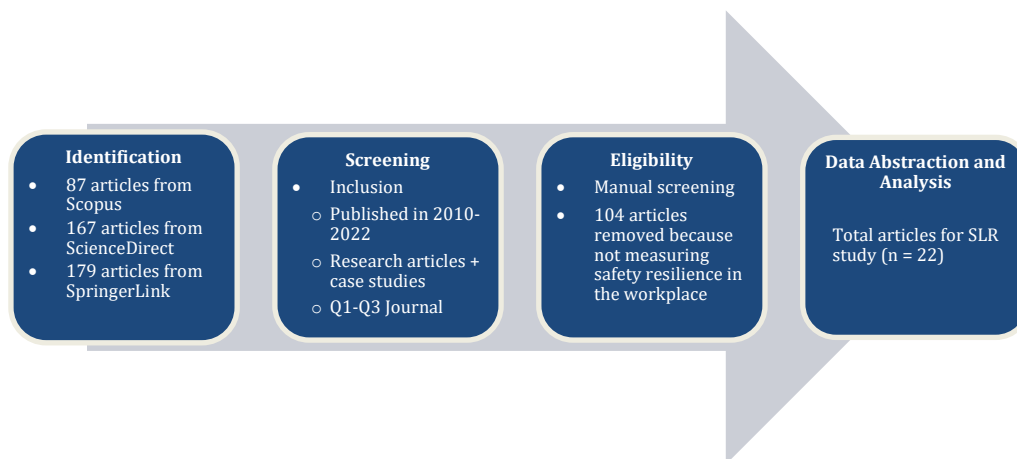 Identification
• 87 articles from
Scopus
• 167 articles from
ScienceDirect
• 179 articles from
SpringerLink
Screening
• Inclusion
o Published in 2010-
2022
o Research articles +
case studies
o Q1-Q3 Journal
Eligibility
• Manual screening
• 104 articles
removed because
not measuring
safety resilience in
the workplace
Data Abstraction and
Analysis
Total articles for SLR
study (n = 22)